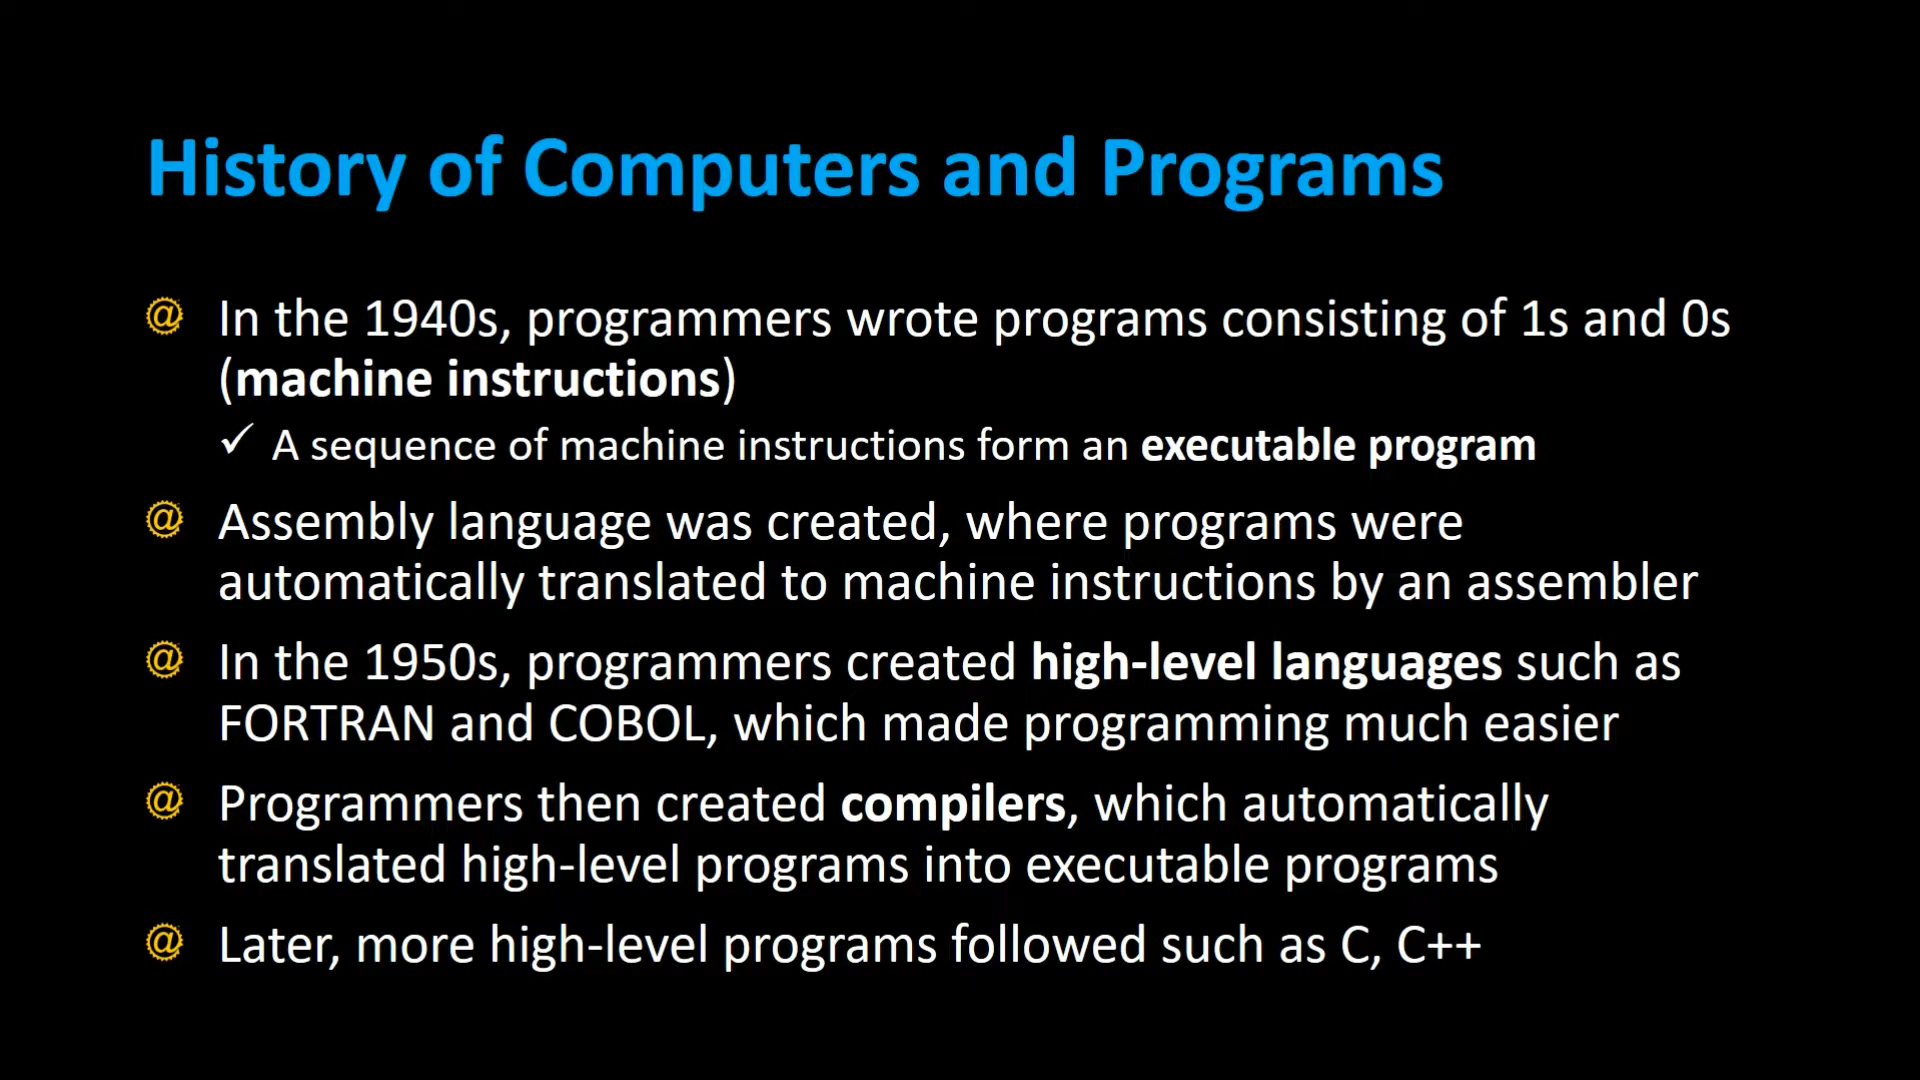 History of Computers and Programs
@ In the 1940s, programmers wrote programs consisting of 1s and 0s
(machine instructions)
✓ A sequence of machine instructions form an executable program
@ Assembly language was created, where programs were
automatically translated to machine instructions by an assembler
@ In the 1950s, programmers created high-level languages such as
FORTRAN and COBOL, which made programming much easier
@ Programmers then created compilers, which automatically
translated high-level programs into executable programs
@ Later, more high-level programs followed such as C, C++